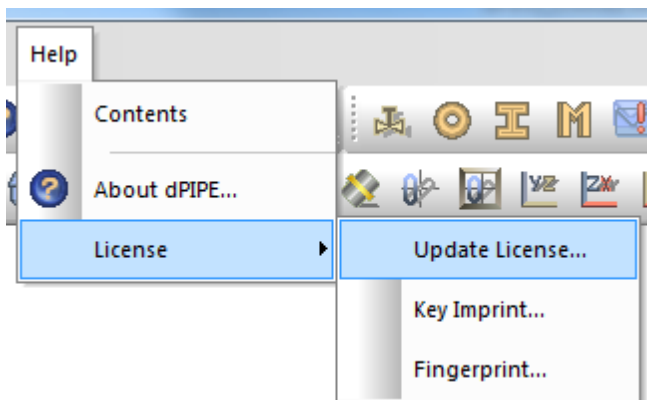 Help
Contents
About dPIPE...
License
Update License...
Key Imprint...
Fingerprint...